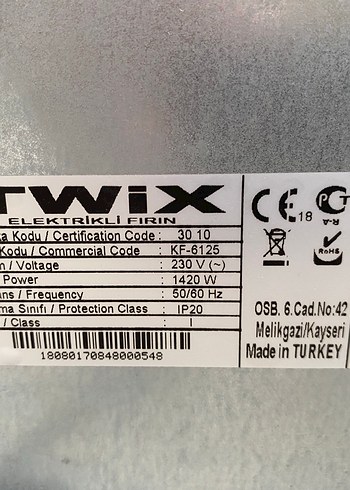 TWiX
ELEKTRİKLİ FIRIN
Kodu / Certification Code : 30 10
Kodu / Commercial Code : KF-6125
/ Voltage : 230 V (~)
Power : 1420 W
/ Frequency : 50/60 Hz
Sınıfı / Protection Class : IP20
/ Class : I
18080170848000548
CE 18
RoHS
OSB. 6.Cad.No:42
Melikgazi/Kayseri
Made in TURKEY